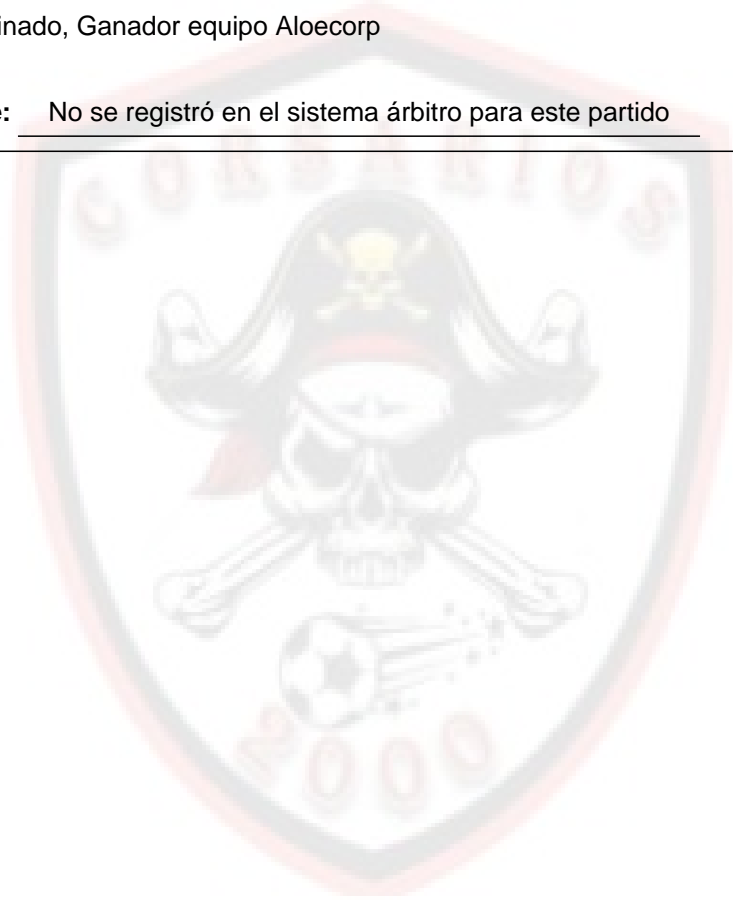 inado, Ganador equipo Aloecorp
: No se registró en el sistema árbitro para este partido
CORSARIOS
2000